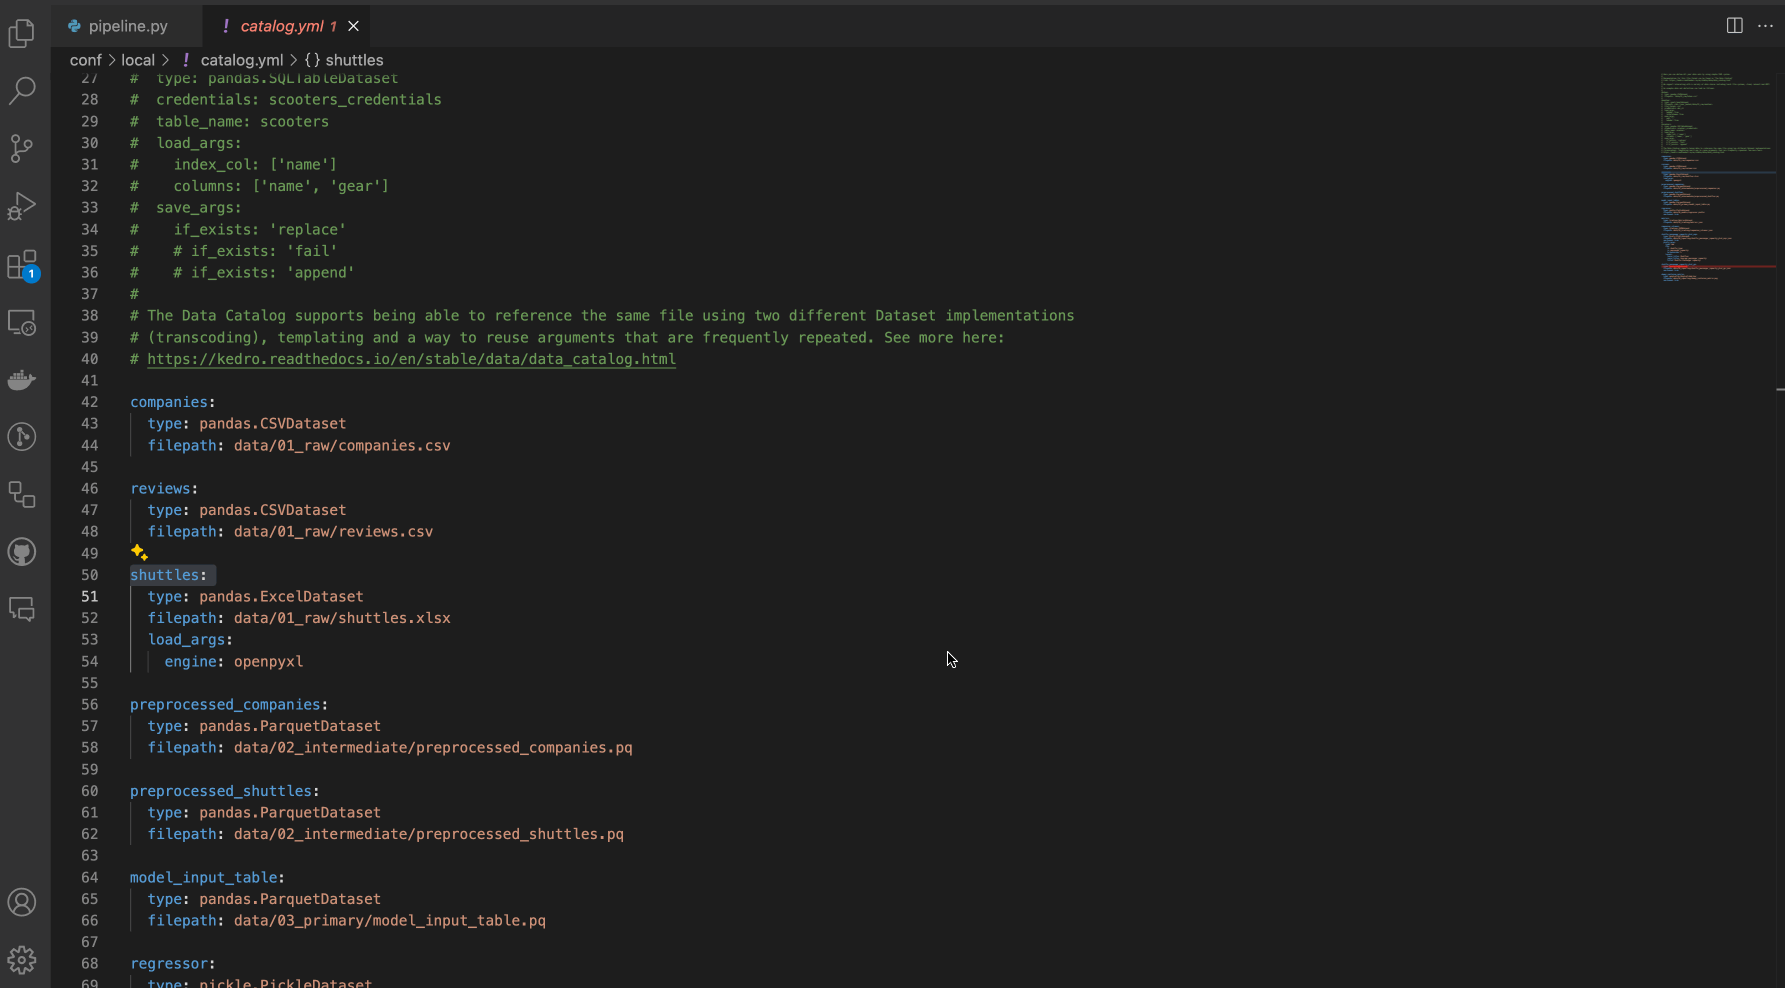 pipeline.py
! catalog.yml 1
conf > local > ! catalog.yml > {} shuttles
27 # type: pandas.SQLTableDataset
28 # credentials: scooters_credentials
29 # table_name: scooters
30 # load_args:
31 #   index_col: ['name']
32 #   columns: ['name', 'gear']
33 # save_args:
34 #   if_exists: 'replace'
35 #   # if_exists: 'fail'
36 #   # if_exists: 'append'
37 #
38 # The Data Catalog supports being able to reference the same file using two different Dataset implementations
39 # (transcoding), templating and a way to reuse arguments that are frequently repeated. See more here:
40 # https://kedro.readthedocs.io/en/stable/data/data_catalog.html
41
42 companies:
43   type: pandas.CSVDataset
44   filepath: data/01_raw/companies.csv
45
46 reviews:
47   type: pandas.CSVDataset
48   filepath: data/01_raw/reviews.csv
49
50 shuttles:
51   type: pandas.ExcelDataset
52   filepath: data/01_raw/shuttles.xlsx
53   load_args:
54     engine: openpyxl
55
56 preprocessed_companies:
57   type: pandas.ParquetDataset
58   filepath: data/02_intermediate/preprocessed_companies.pq
59
60 preprocessed_shuttles:
61   type: pandas.ParquetDataset
62   filepath: data/02_intermediate/preprocessed_shuttles.pq
63
64 model_input_table:
65   type: pandas.ParquetDataset
66   filepath: data/03_primary/model_input_table.pq
67
68 regressor:
69   type: pickle.PickleDataset
1